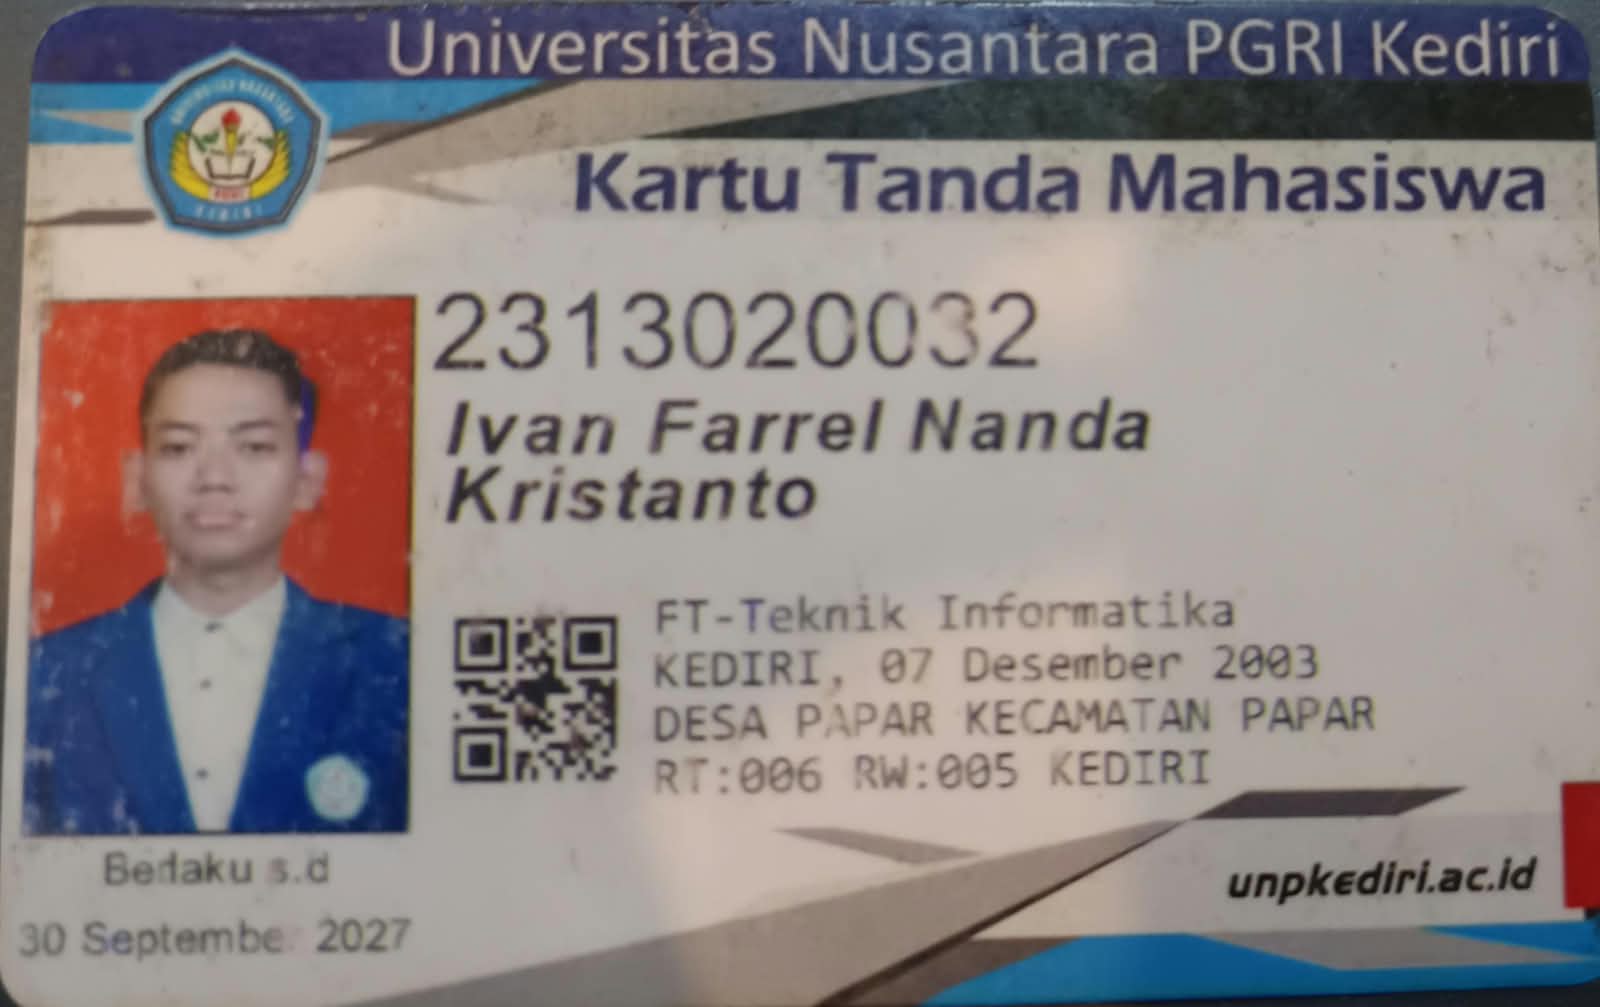 Universitas Nusantara PGRI Kediri
Kartu Tanda Mahasiswa
2313020032
Ivan Farrel Nanda
Kristanto
FT-Teknik Informatika
KEDIRI, 07 Desember 2003
DESA PAPAR KECAMATAN PAPAR
RT:006 RW:005 KEDIRI
Berlaku s.d
30 September 2027
unpkediri.ac.id